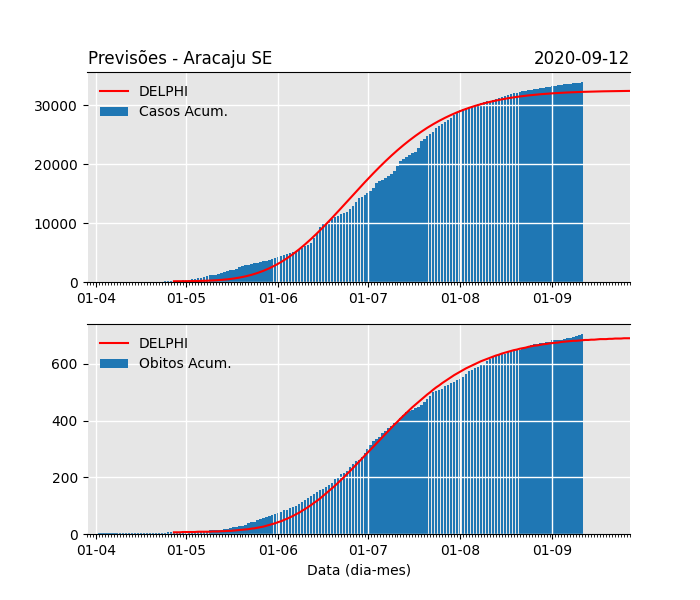 Previsões - Aracaju SE 2020-09-12
DELPHI
Casos Acum.
30000
20000
10000
0
01-04 01-05 01-06 01-07 01-08 01-09
DELPHI
Obitos Acum.
600
400
200
0
01-04 01-05 01-06 01-07 01-08 01-09
Data (dia-mes)